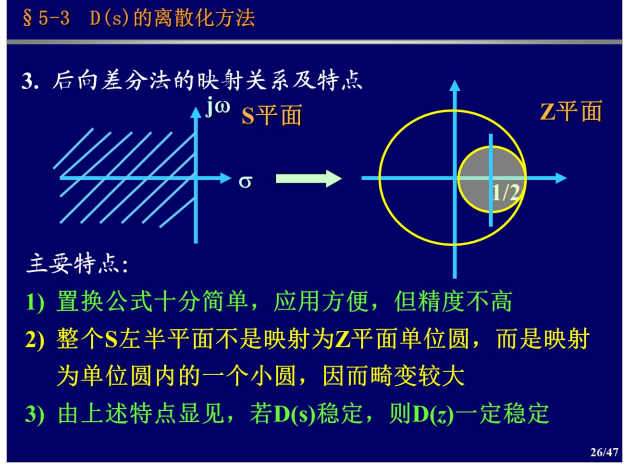 §5-3 D(s)的离散化方法
3. 后向差分法的映射关系及特点
jω
S平面
Z平面
σ
1/2
主要特点:
1) 置换公式十分简单，应用方便，但精度不高
2) 整个S左半平面不是映射为Z平面单位圆，而是映射
为单位圆内的一个小圆，因而畸变较大
3) 由上述特点显见，若D(s)稳定，则D(z)一定稳定
26/47